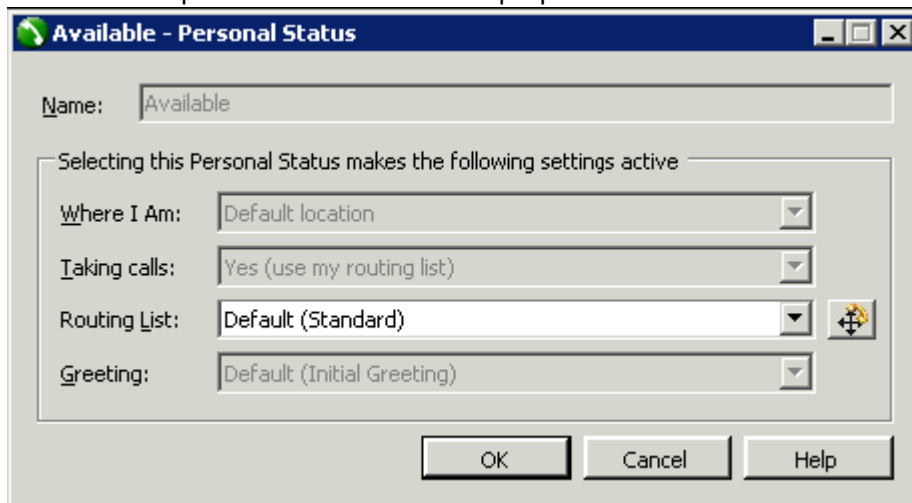 Available - Personal Status
Name: Available
Selecting this Personal Status makes the following settings active
Where I Am: Default location
Taking calls: Yes (use my routing list)
Routing List: Default (Standard)
Greeting: Default (Initial Greeting)
OK Cancel Help